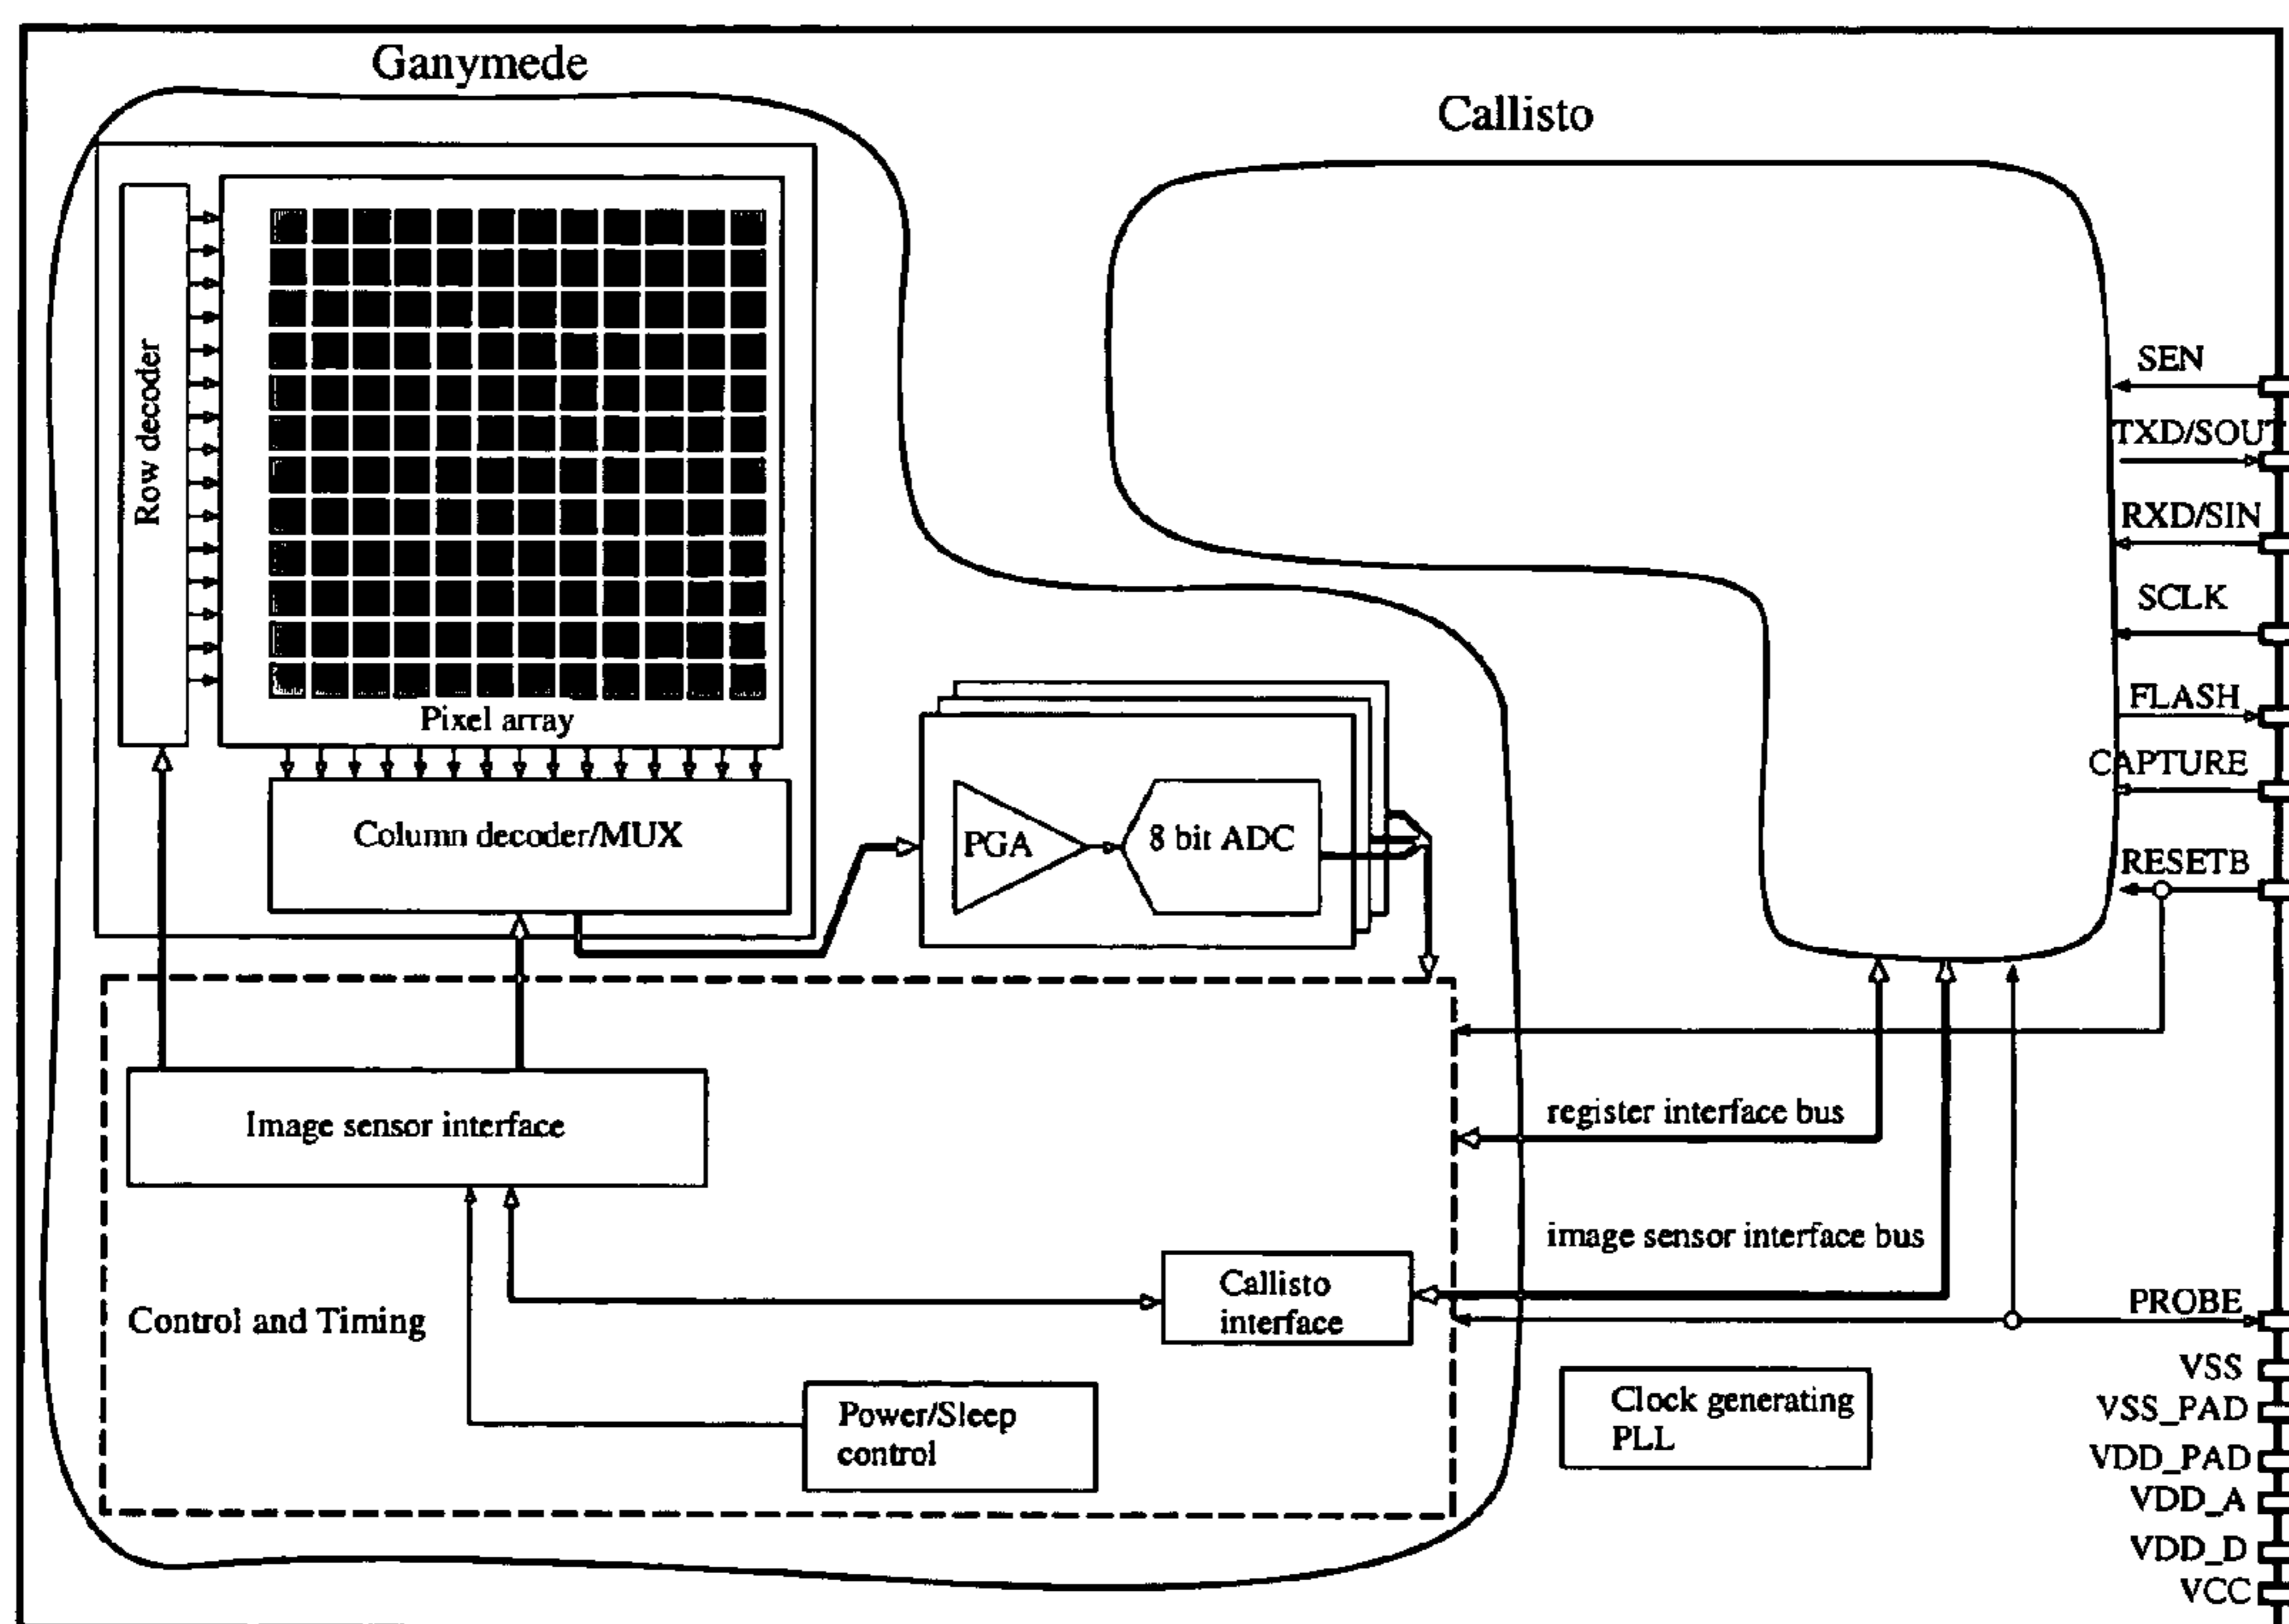 Ganymede
Callisto
Row decoder
Pixel array
Column decoder/MUX
PGA
8 bit ADC
SEN
TXD/SOUT
RXD/SIN
SCLK
FLASH
CAPTURE
RESETB
Image sensor interface
register interface bus
image sensor interface bus
Callisto
interface
Control and Timing
Power/Sleep
control
Clock generating
PLL
PROBE
VSS
VSS_PAD
VDD_PAD
VDD_A
VDD_D
VCC